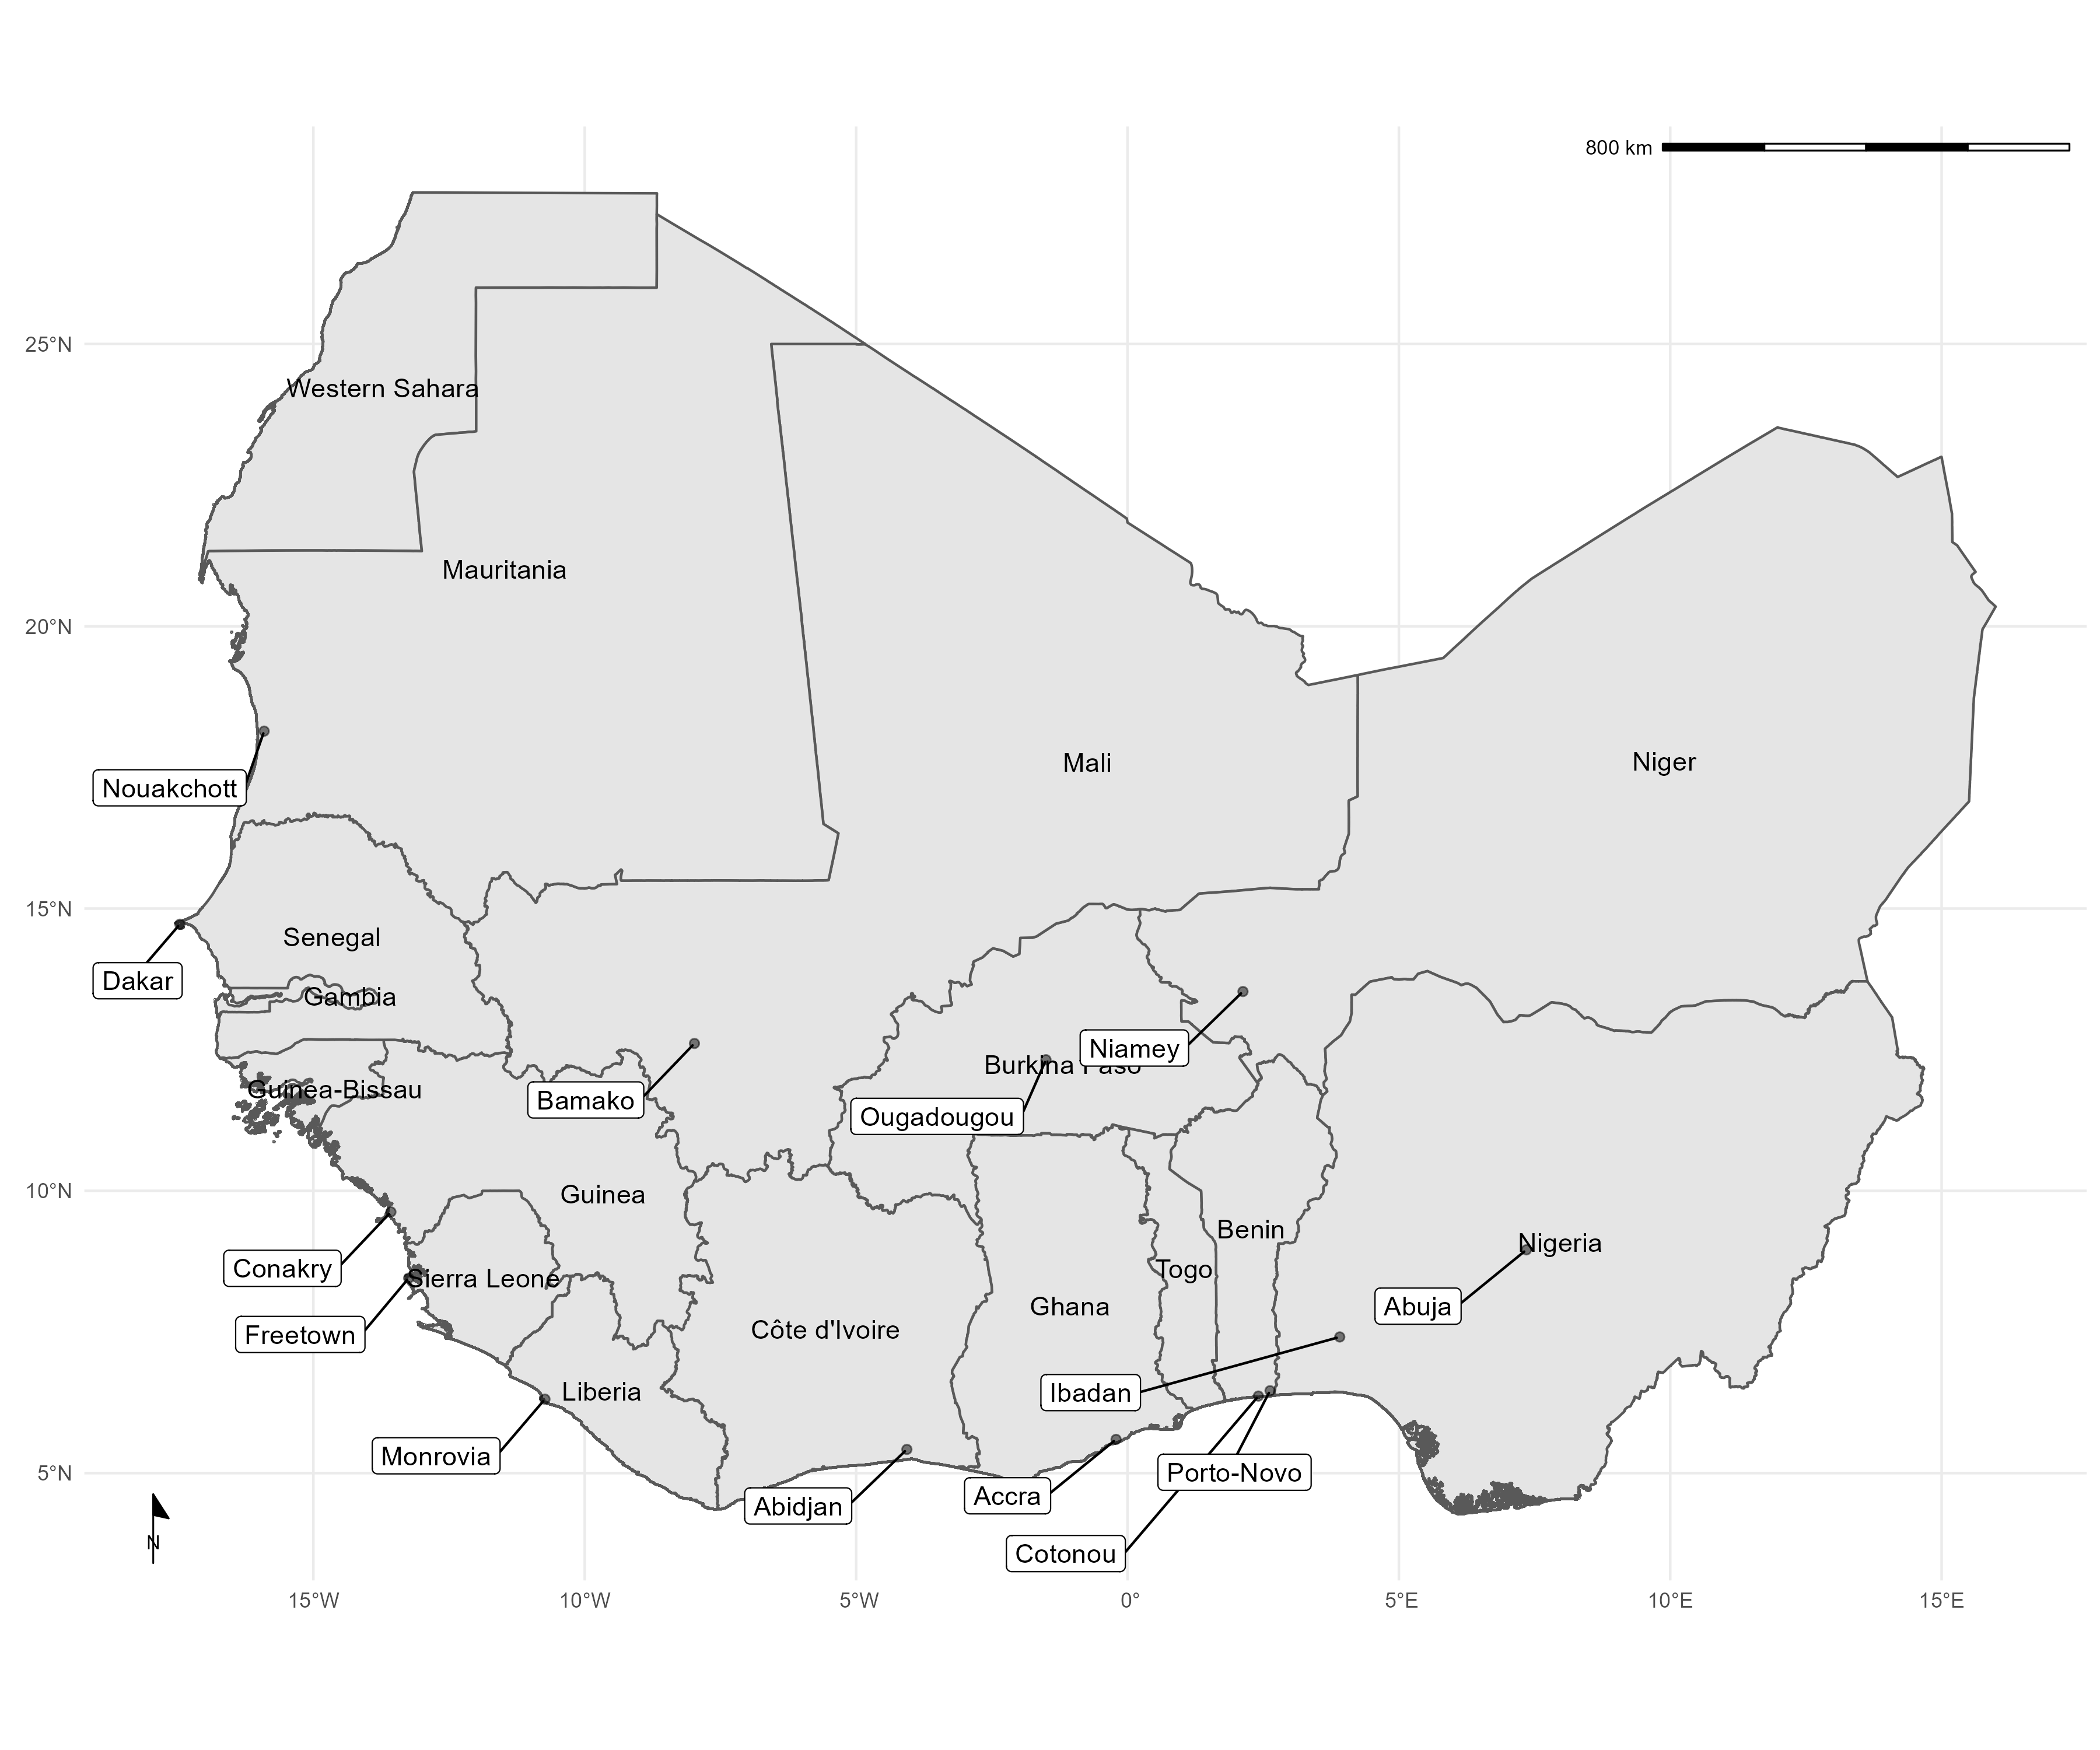 800 km
25°N
Western Sahara
Mauritania
20°N
Nouakchott
Mali
Niger
15°N
Senegal
Dakar
Gambia
Niamey
Burkina Faso
Guinea-Bissau
Bamako
Ougadougou
10°N
Guinea
Benin
Nigeria
Conakry
Togo
Sierra Leone
Ghana
Abuja
Freetown
Côte d'Ivoire
Liberia
Ibadan
Monrovia
5°N
Porto-Novo
Accra
Abidjan
N
Cotonou
15°W
10°W
5°W
0°
5°E
10°E
15°E